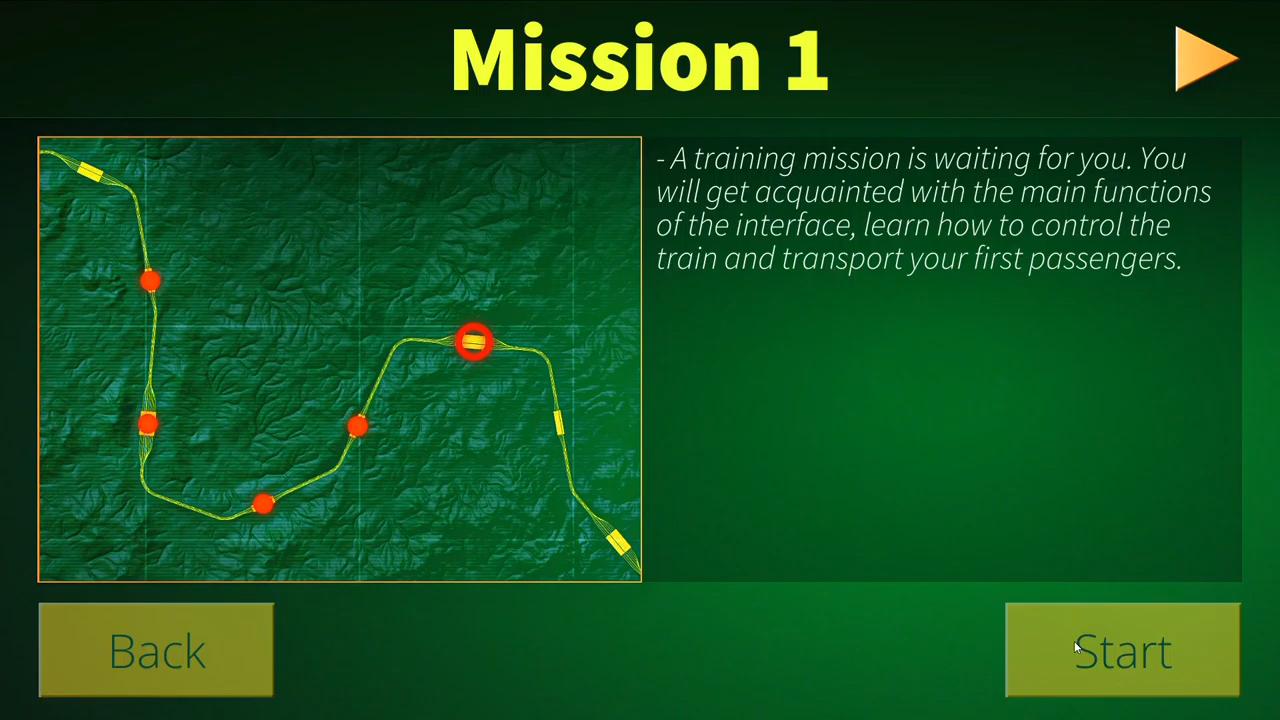 Mission 1
- A training mission is waiting for you. You
will get acquainted with the main functions
of the interface, learn how to control the
train and transport your first passengers.
Back
Start